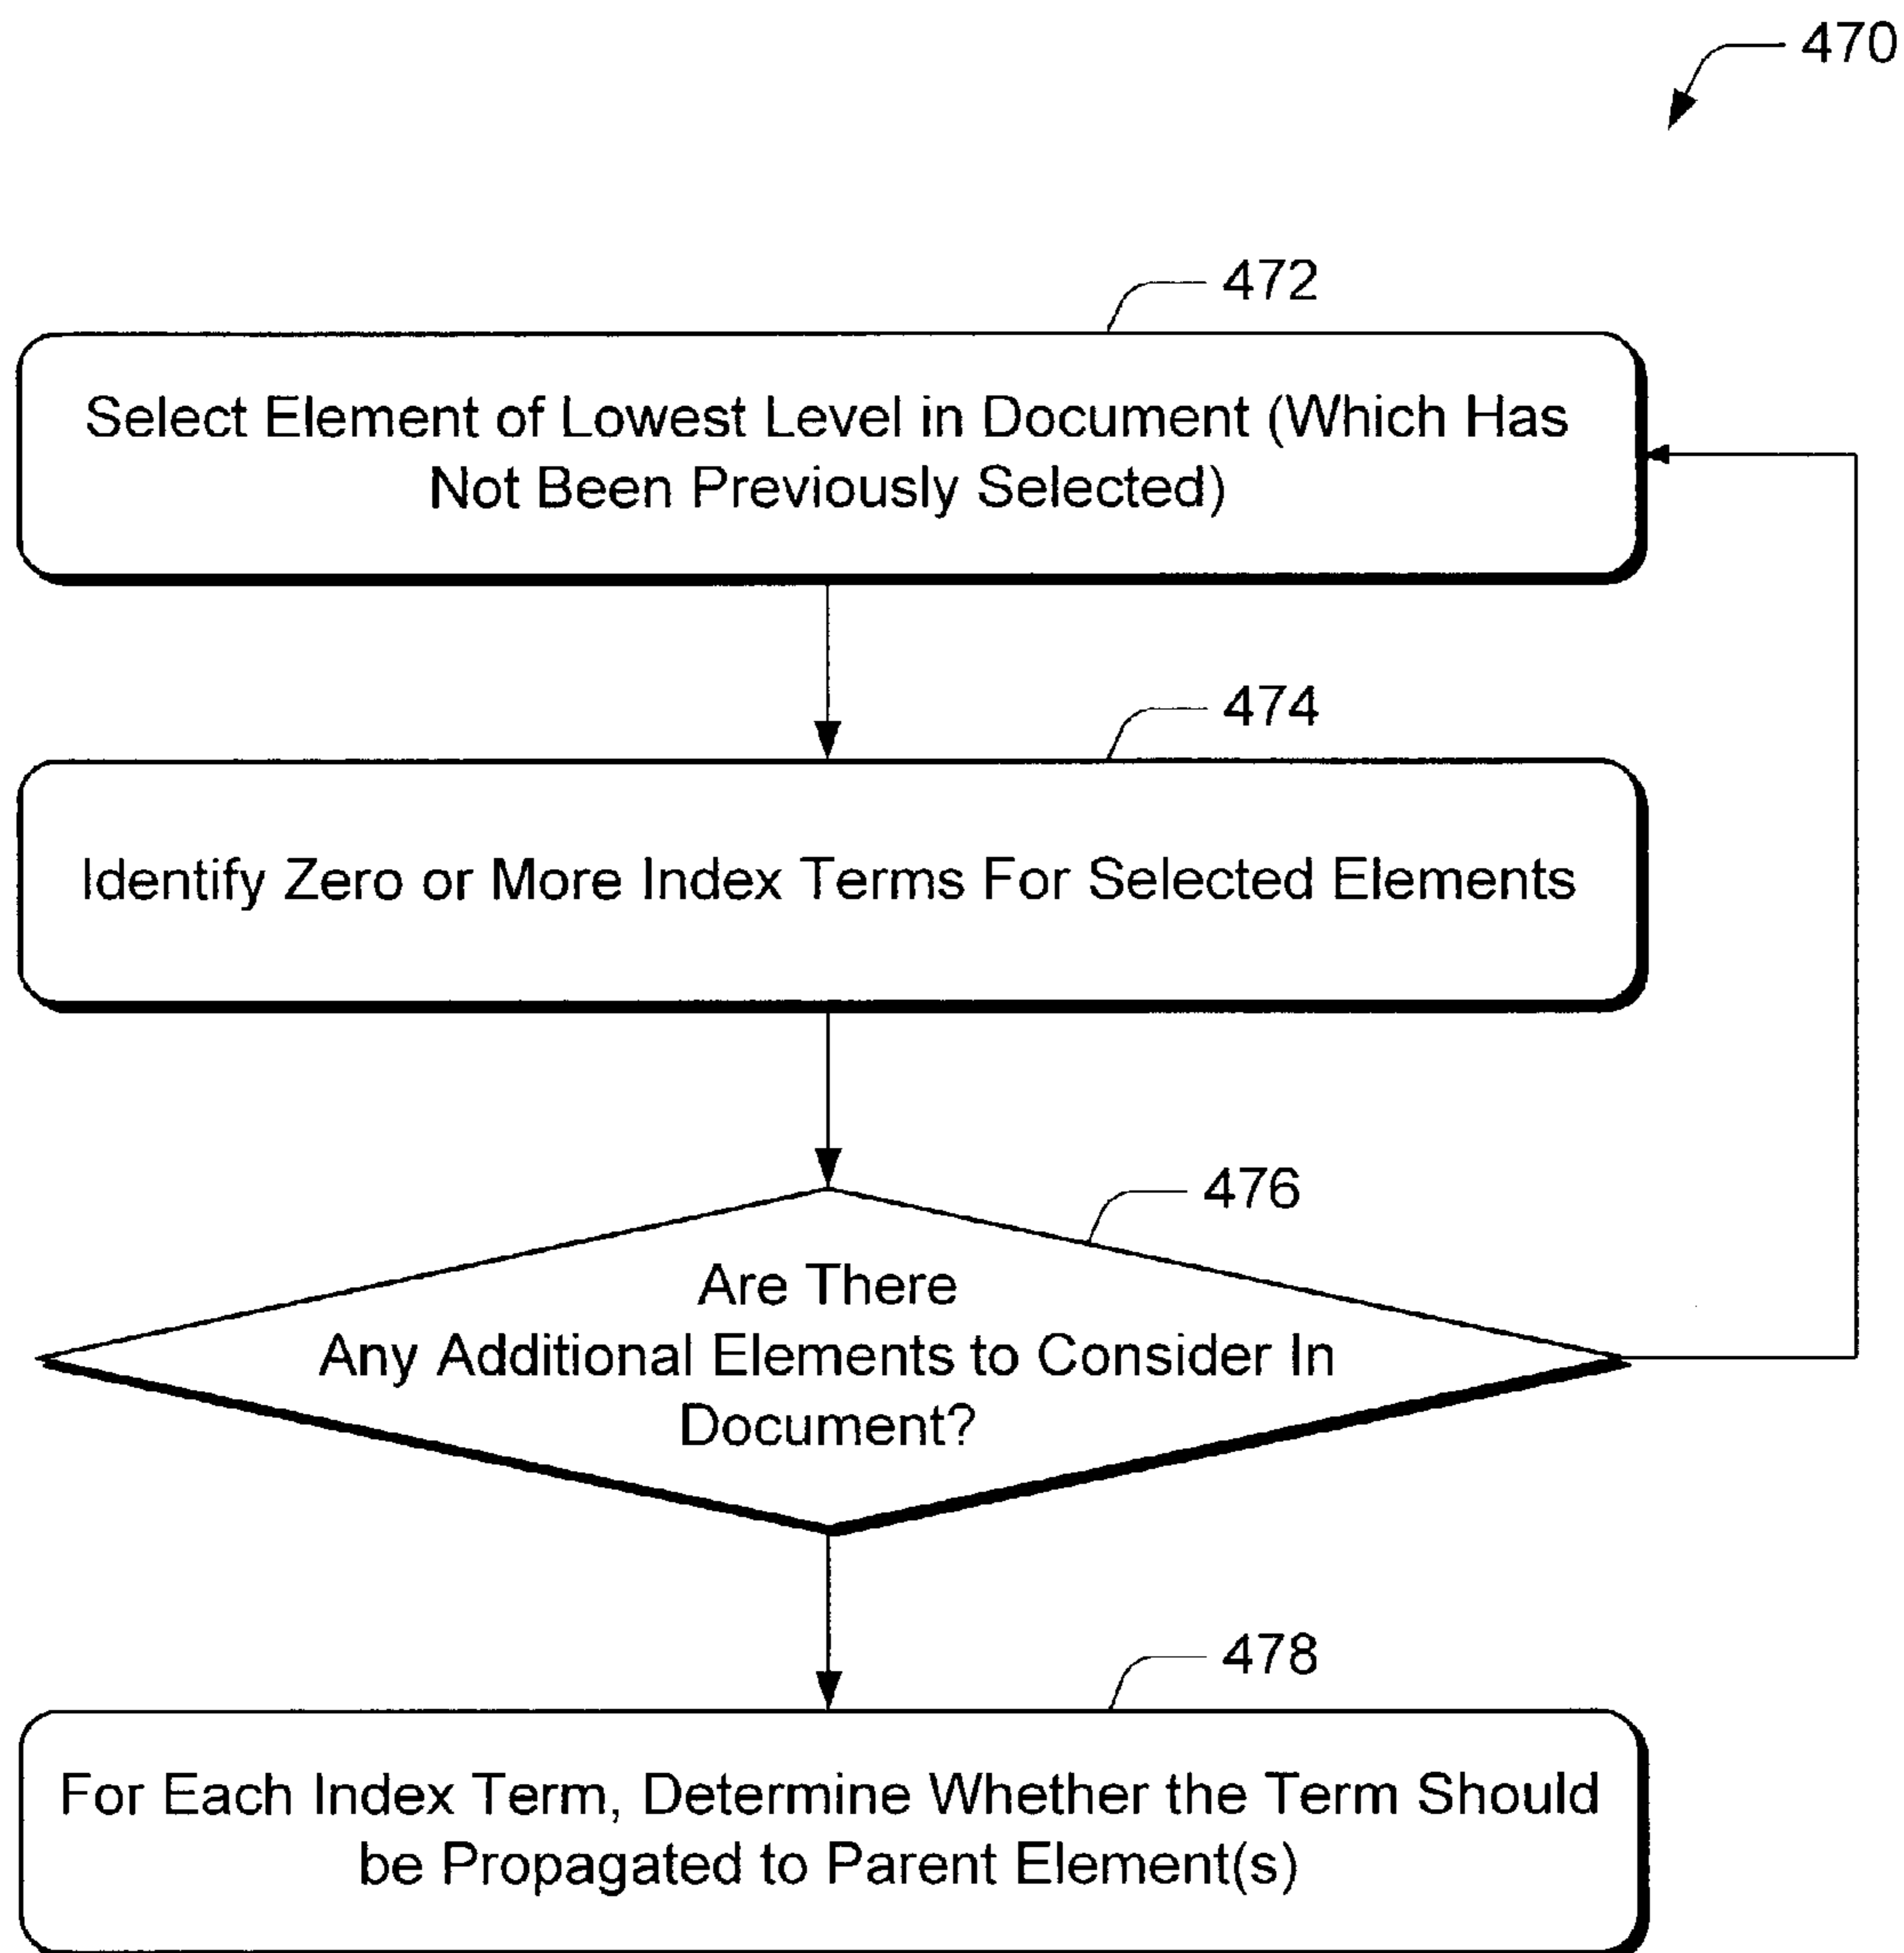 470
472
Select Element of Lowest Level in Document (Which Has
Not Been Previously Selected)
474
Identify Zero or More Index Terms For Selected Elements
476
Are There
Any Additional Elements to Consider In
Document?
478
For Each Index Term, Determine Whether the Term Should
be Propagated to Parent Element(s)